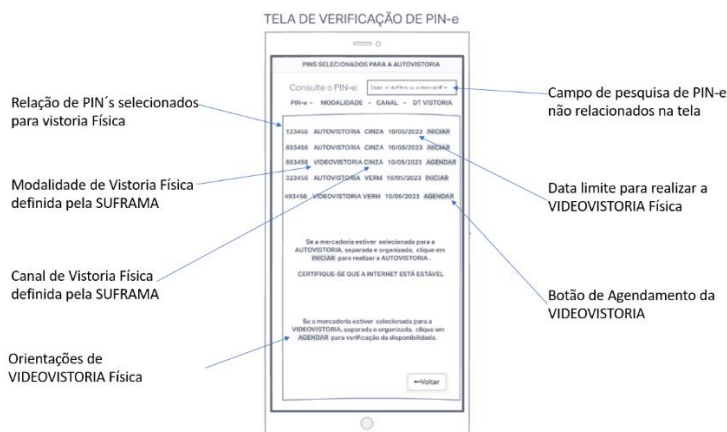 TELA DE VERIFICAÇÃO DE PIN-e
PINS SELECIONADOS PARA A AUTOVISTORIA
Consulte o PIN-e:
PIN-e - MODALIDADE - CANAL - DT VISTORIA
123456 AUTOVISTORIA CINZA 10/05/2023 INICIAR
893456 AUTOVISTORIA CINZA 10/05/2023 INICIAR
893456 VIDEOVISTORIA CINZA 10/05/2023 AGENDAR
323456 AUTOVISTORIA VERM 10/05/2023 INICIAR
493456 VIDEOVISTORIA VERM 10/05/2023 AGENDAR
Se a mercadoria estiver selecionada para a
AUTOVISTORIA, separada e organizada, clique em
INICIAR para realizar a AUTOVISTORIA .
CERTIFIQUE-SE QUE A INTERNET ESTÁ ESTÁVEL
Se a mercadoria estiver selecionada para a
VIDEOVISTORIA, separada e organizada, clique em
AGENDAR para verificação da disponibilidade.
←Voltar
Relação de PIN´s selecionados
para vistoria Física
Modalidade de Vistoria Física
definida pela SUFRAMA
Canal de Vistoria Física
definida pela SUFRAMA
Orientações de
VIDEOVISTORIA Física
Campo de pesquisa de PIN-e
não relacionados na tela
Data limite para realizar a
VIDEOVISTORIA Física
Botão de Agendamento da
VIDEOVISTORIA